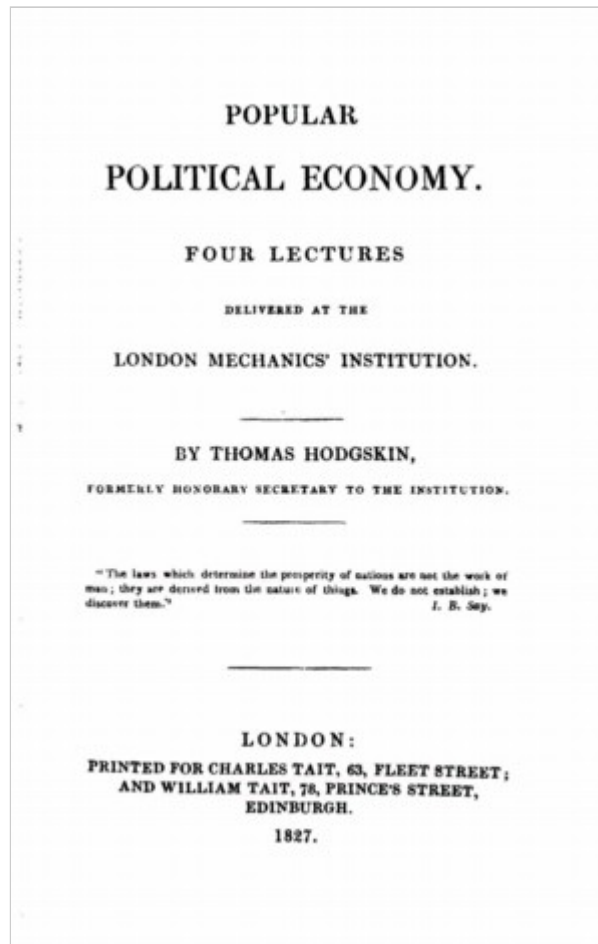 POPULAR
POLITICAL ECONOMY.
FOUR LECTURES
DELIVERED AT THE
LONDON MECHANICS' INSTITUTION.
BY THOMAS HODGSKIN,
FORMERLY HONORARY SECRETARY TO THE INSTITUTION.
"The laws which determine the prosperity of nations are not the work of
man; they are derived from the nature of things. We do not establish; we
discover them." I. B. Say.
LONDON:
PRINTED FOR CHARLES TAIT, 63, FLEET STREET;
AND WILLIAM TAIT, 78, PRINCE'S STREET,
EDINBURGH.
1827.